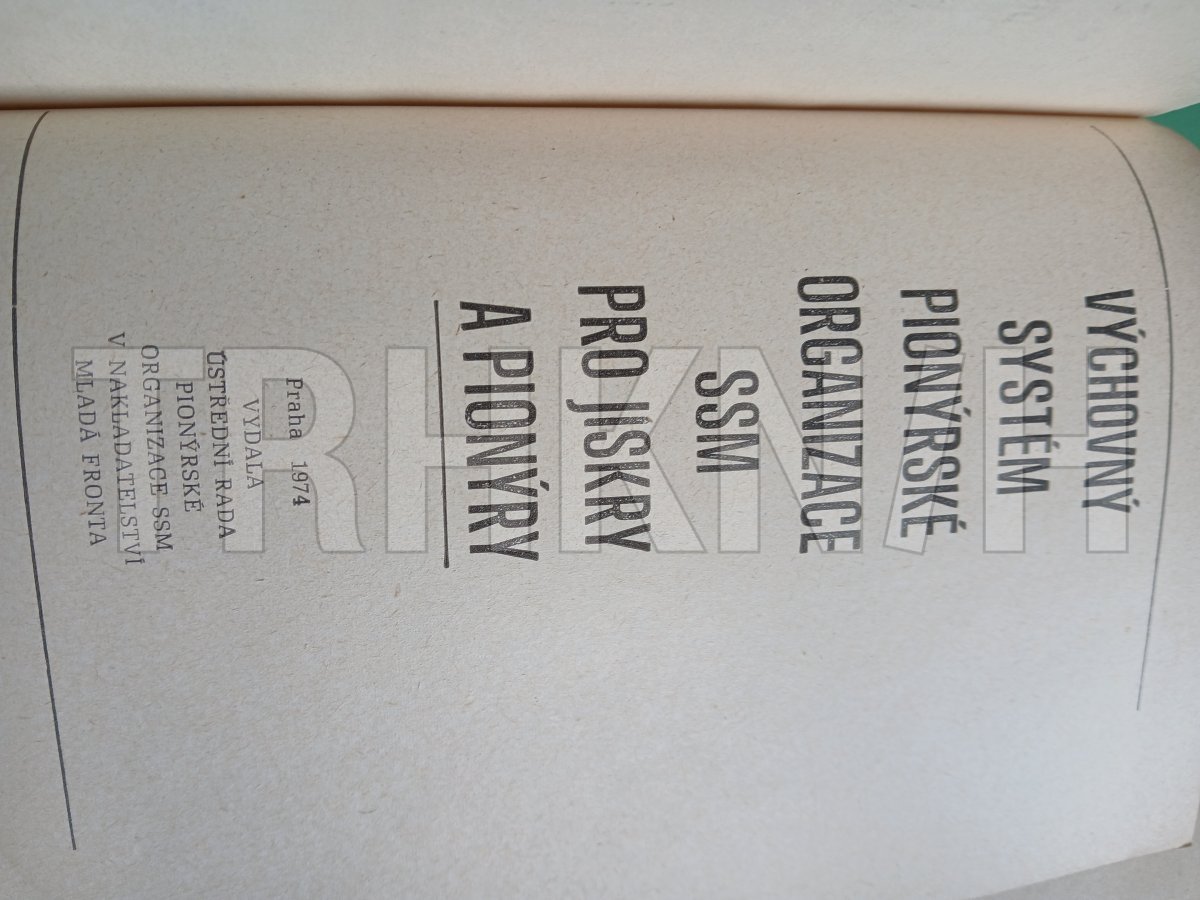 VÝCHOVNÝ
SYSTÉM
PIONÝRSKÉ
ORGANIZACE
SSM
PRO JISKRY
A PIONÝRY
Praha 1974
VYDALA
ÚSTŘEDNÍ RADA
PIONÝRSKÉ
ORGANIZACE SSM
V NAKLADATELSTVÍ
MLADÁ FRONTA